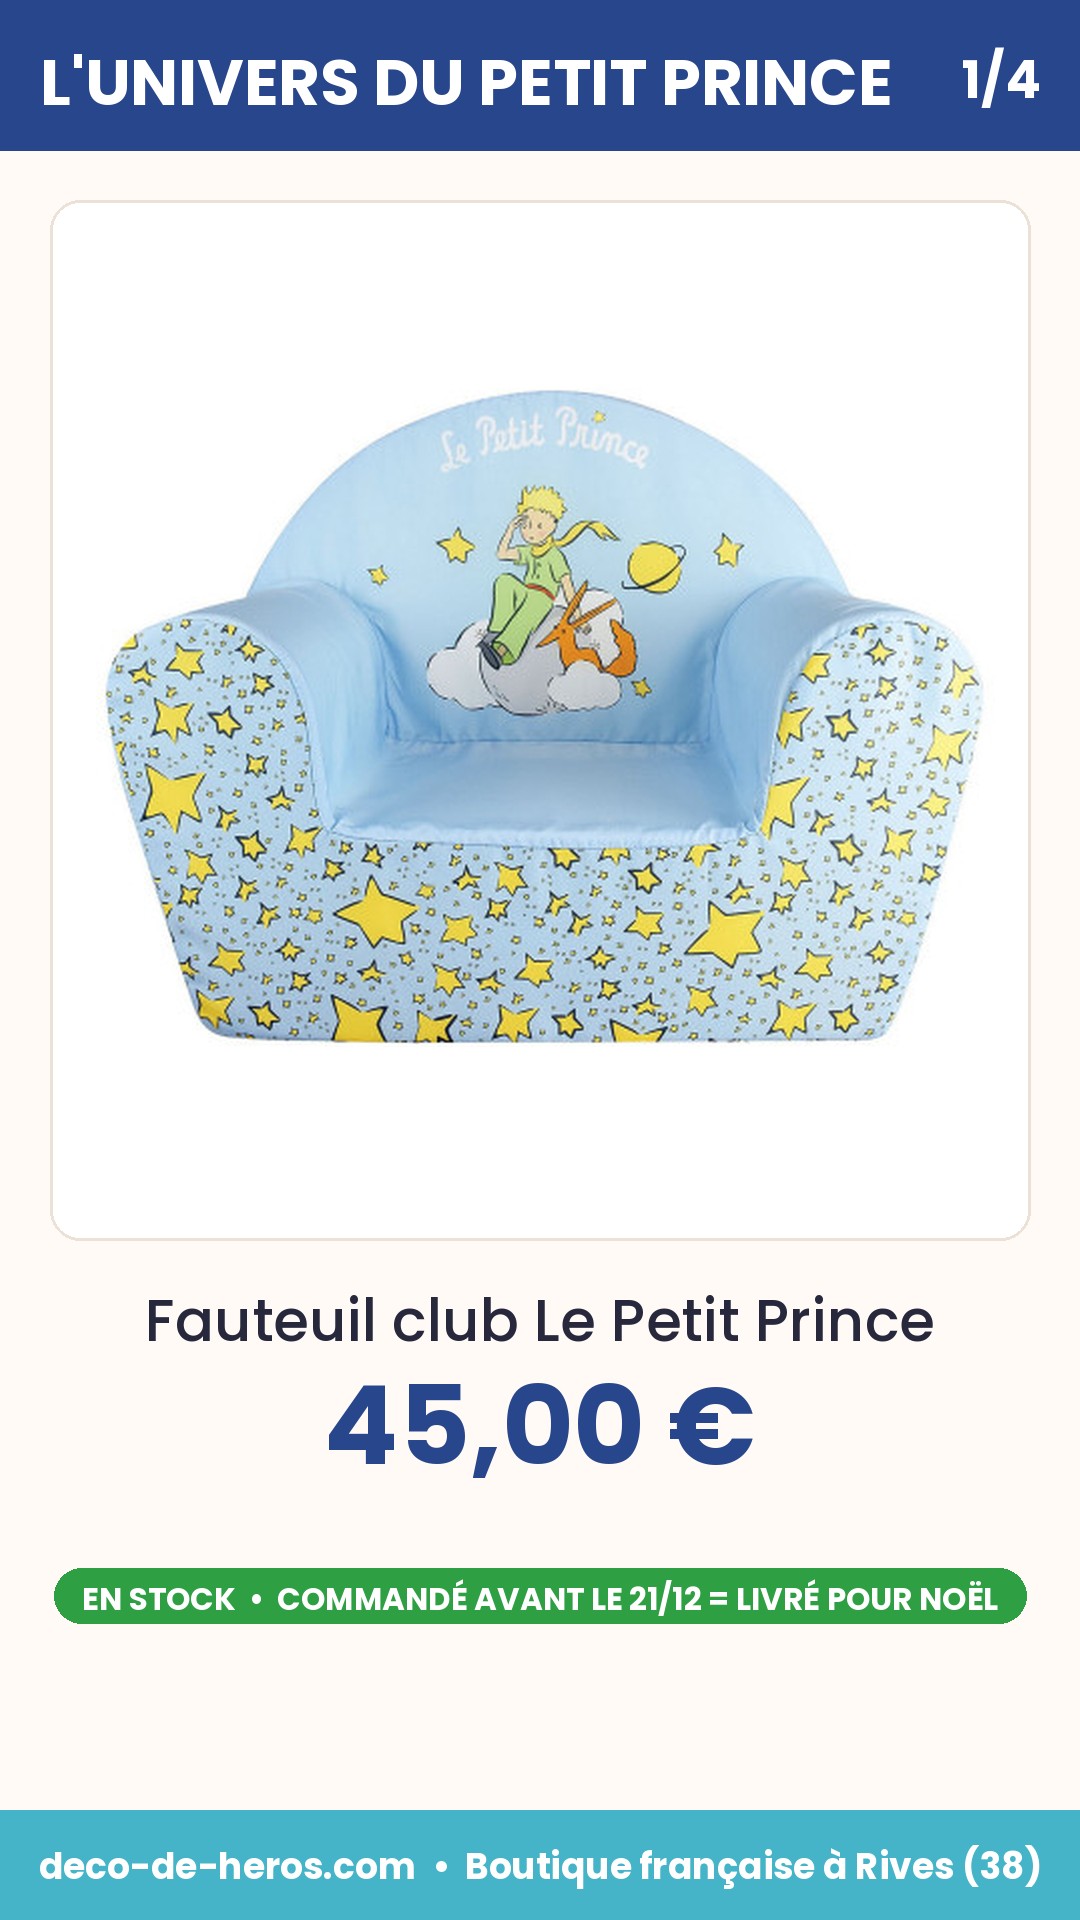 L'UNIVERS DU PETIT PRINCE 1/4
Le Petit Prince
Fauteuil club Le Petit Prince
45,00 €
EN STOCK • COMMANDÉ AVANT LE 21/12 = LIVRÉ POUR NOËL
deco-de-heros.com • Boutique française à Rives (38)